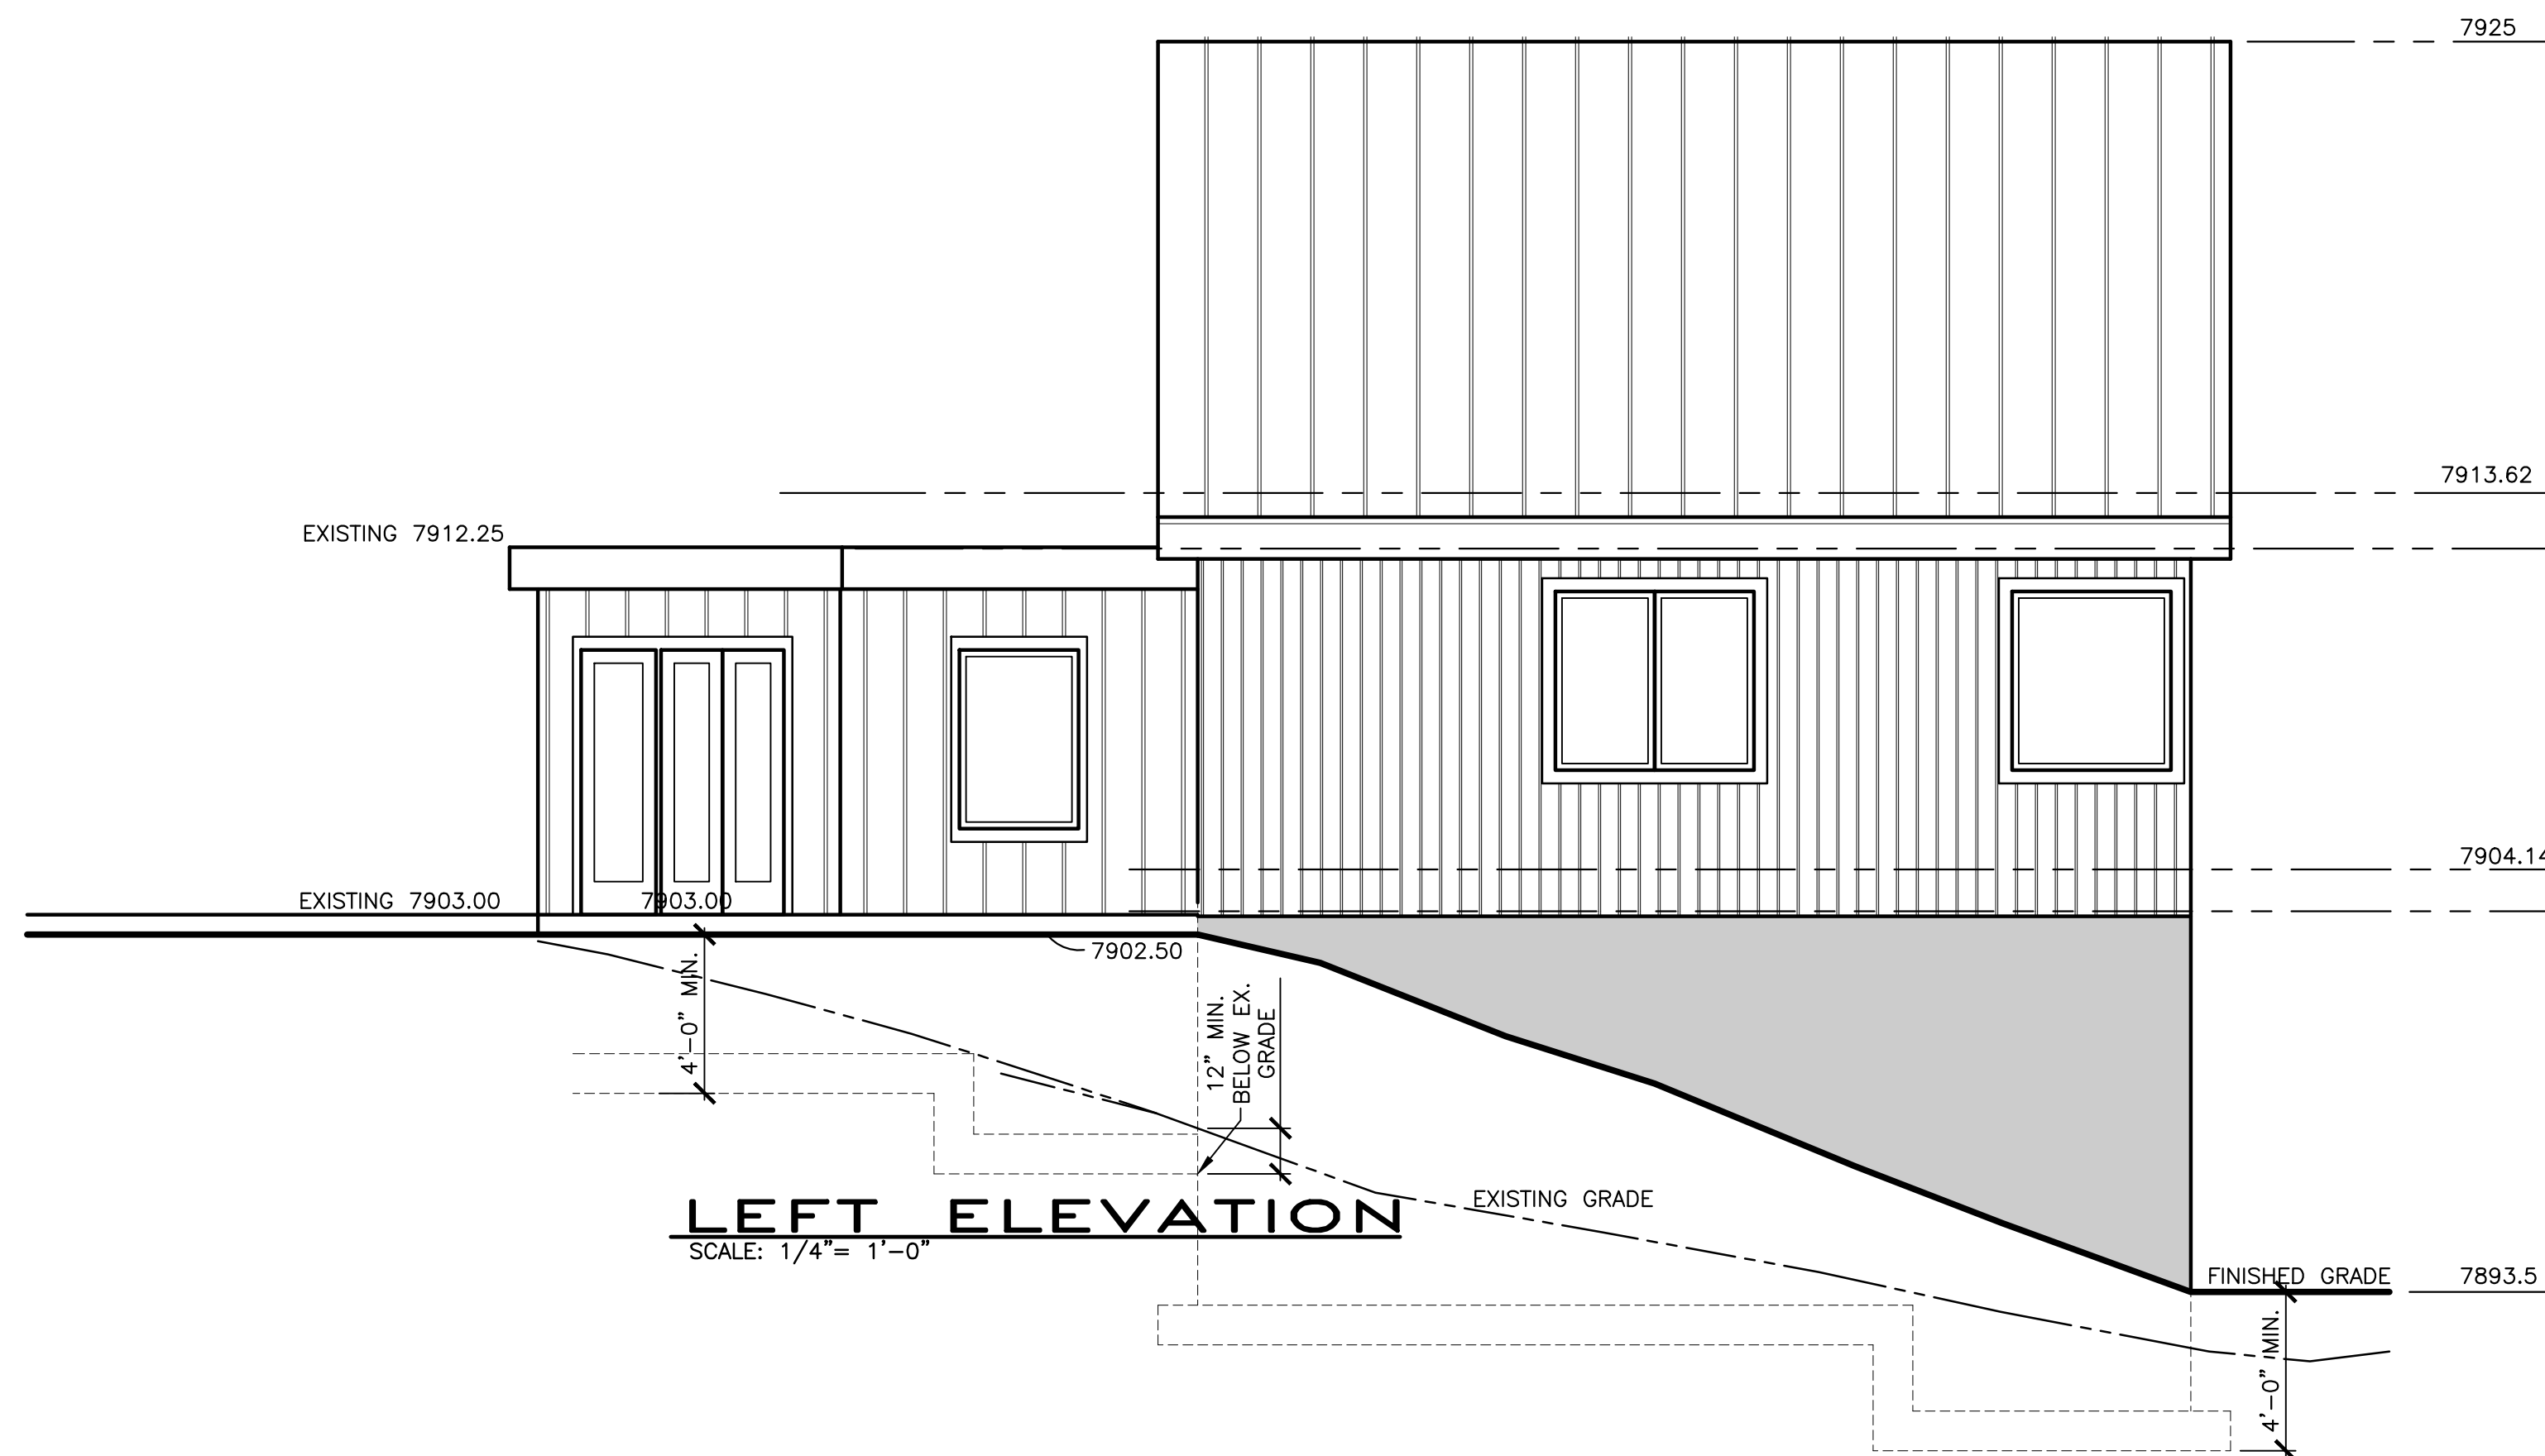 7925
7913.62
EXISTING 7912.25
7904.14
EXISTING 7903.00
7903.00
7902.50
4'-0" MIN.
12" MIN.
BELOW EX.
GRADE
EXISTING GRADE
LEFT ELEVATION
SCALE: 1/4"= 1'-0"
FINISHED GRADE
7893.5
4'-0" MIN.